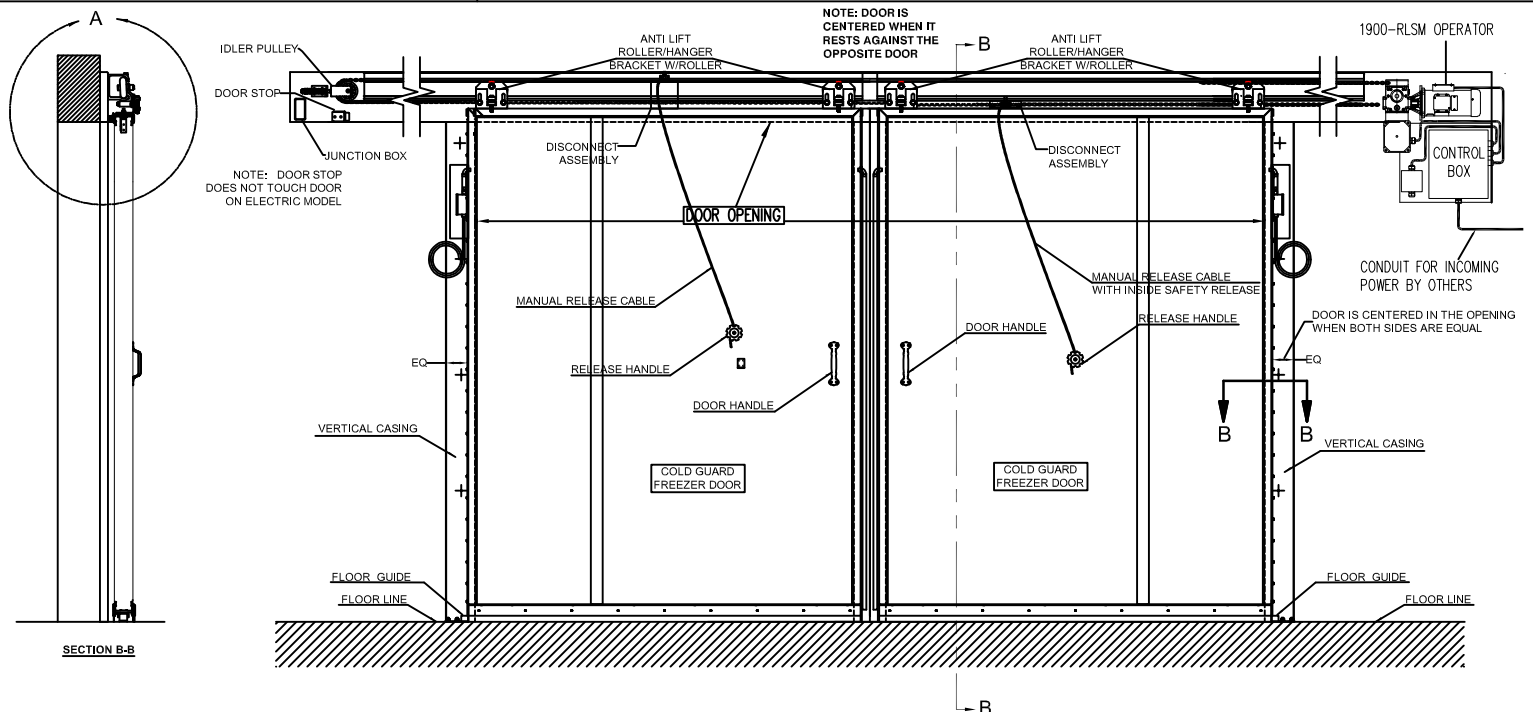 A
NOTE: DOOR IS
CENTERED WHEN IT
RESTS AGAINST THE
OPPOSITE DOOR
B
1900-RLSM OPERATOR
IDLER PULLEY
ANTI LIFT
ROLLER/HANGER
BRACKET W/ROLLER
ANTI LIFT
ROLLER/HANGER
BRACKET W/ROLLER
DOOR STOP
JUNCTION BOX
DISCONNECT
ASSEMBLY
DISCONNECT
ASSEMBLY
CONTROL
BOX
NOTE: DOOR STOP
DOES NOT TOUCH DOOR
ON ELECTRIC MODEL
DOOR OPENING
CONDUIT FOR INCOMING
POWER BY OTHERS
MANUAL RELEASE CABLE
MANUAL RELEASE CABLE
WITH INSIDE SAFETY RELEASE
DOOR IS CENTERED IN THE OPENING
WHEN BOTH SIDES ARE EQUAL
RELEASE HANDLE
DOOR HANDLE
EQ
EQ
RELEASE HANDLE
DOOR HANDLE
B
B
VERTICAL CASING
VERTICAL CASING
COLD GUARD
FREEZER DOOR
COLD GUARD
FREEZER DOOR
FLOOR GUIDE
FLOOR GUIDE
FLOOR LINE
FLOOR LINE
SECTION B-B
B